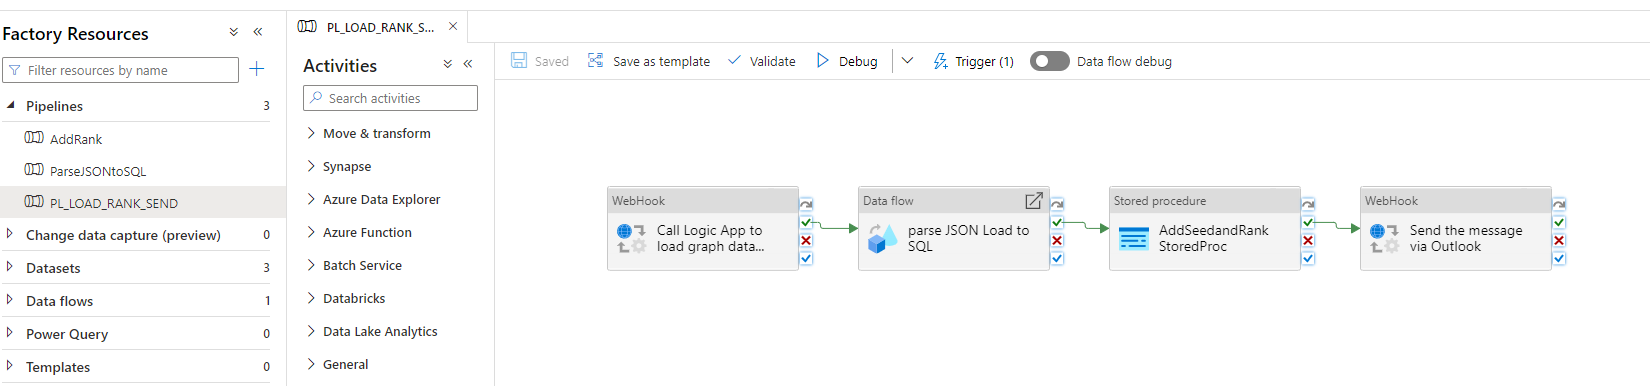 Factory Resources
Filter resources by name
Pipelines 3
AddRank
ParseJSONtoSQL
PL_LOAD_RANK_SEND
Change data capture (preview) 0
Datasets 3
Data flows 1
Power Query 0
Templates 0
PL_LOAD_RANK_S...
Activities
Search activities
Move & transform
Synapse
Azure Data Explorer
Azure Function
Batch Service
Databricks
Data Lake Analytics
General
Saved Save as template Validate Debug Trigger (1) Data flow debug
WebHook
Call Logic App to
load graph data...
Data flow
parse JSON Load to
SQL
Stored procedure
AddSeedandRank
StoredProc
WebHook
Send the message
via Outlook